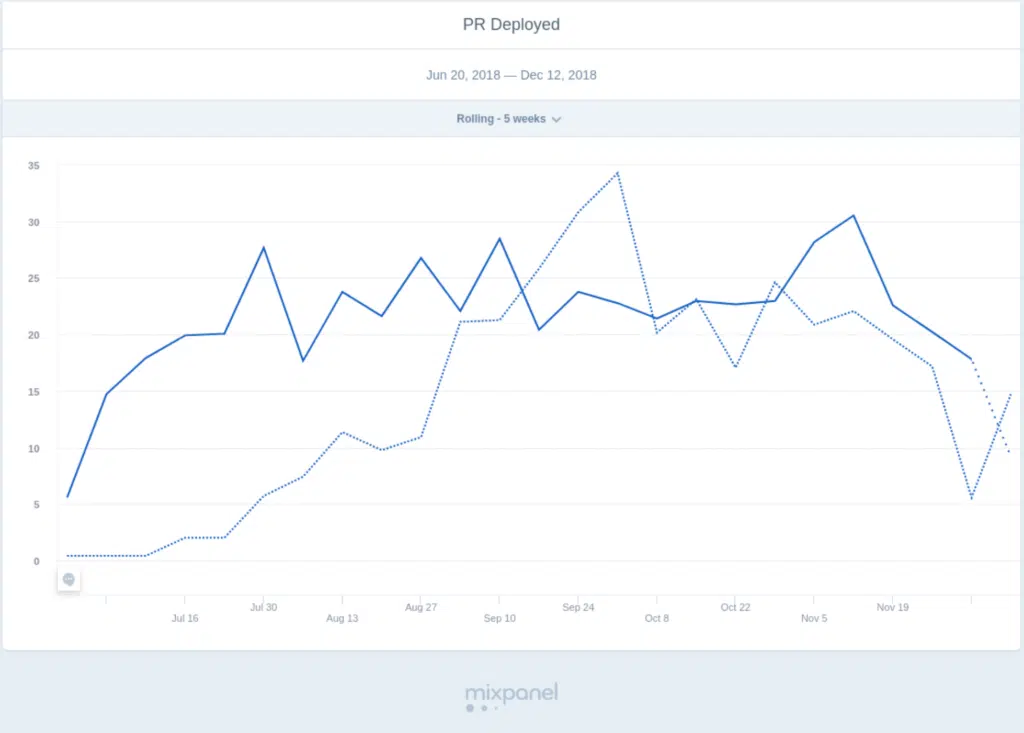 PR Deployed
Jun 20, 2018 — Dec 12, 2018
Rolling - 5 weeks
35
30
25
20
15
10
5
0
Jul 16
Jul 30
Aug 13
Aug 27
Sep 10
Sep 24
Oct 8
Oct 22
Nov 5
Nov 19
mixpanel